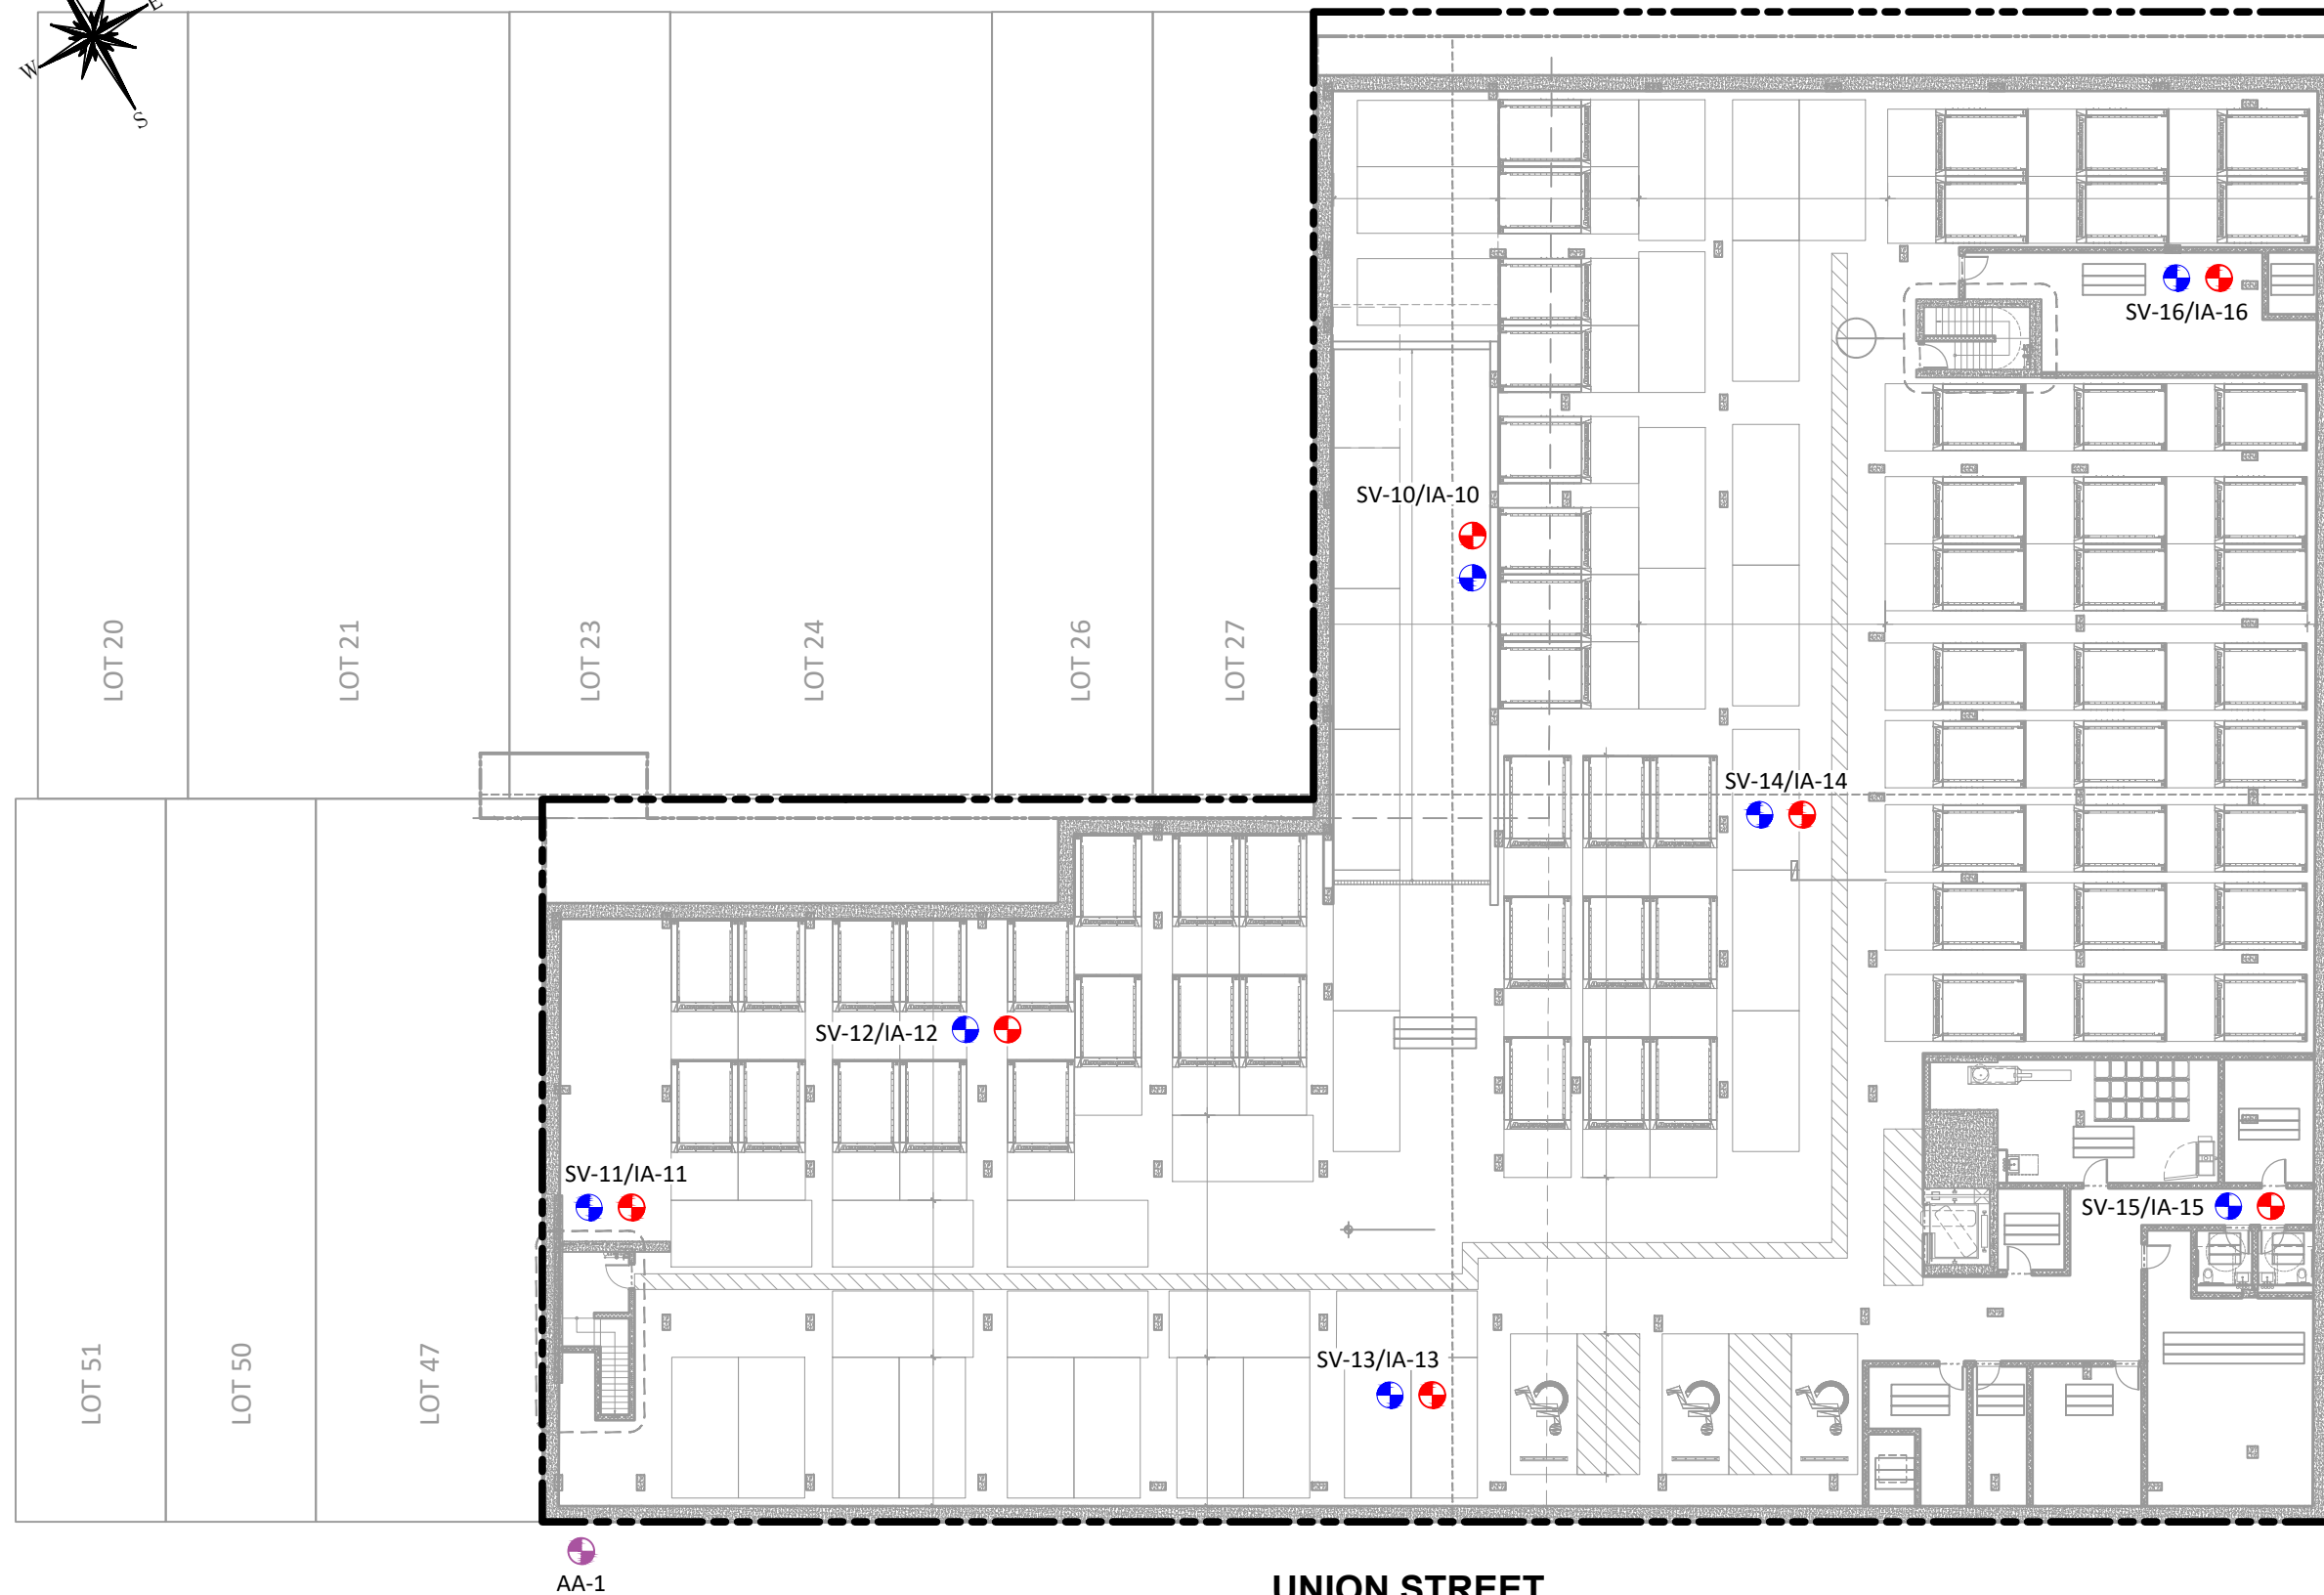 E
W
S
SV-16/IA-16
SV-10/IA-10
LOT 20
LOT 21
LOT 23
LOT 24
LOT 26
LOT 27
SV-14/IA-14
SV-12/IA-12
SV-11/IA-11
SV-15/IA-15
LOT 51
LOT 50
LOT 47
SV-13/IA-13
AA-1
UNION STREET